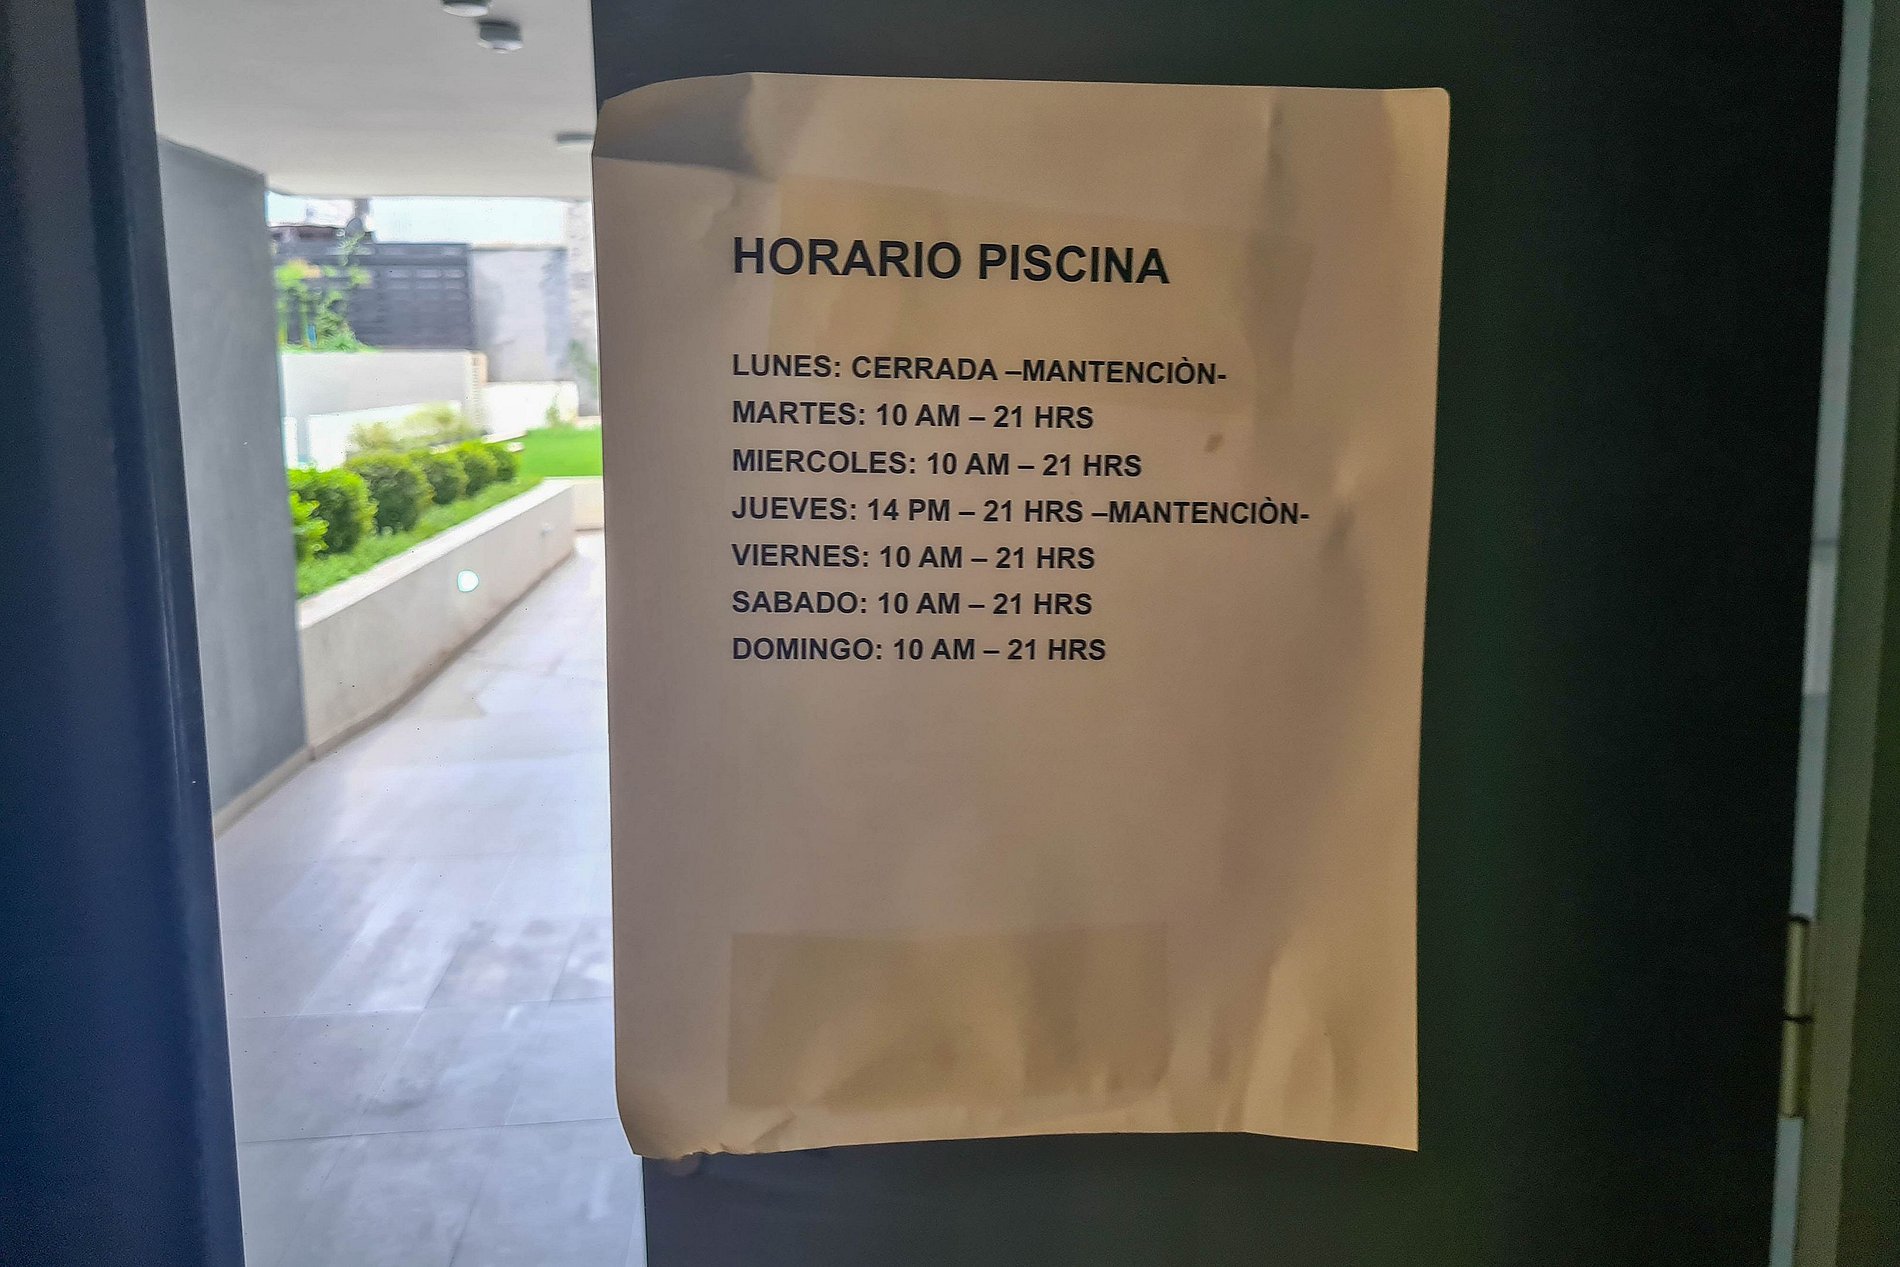 HORARIO PISCINA
LUNES: CERRADA –MANTENCIÒN-
MARTES: 10 AM – 21 HRS
MIERCOLES: 10 AM – 21 HRS
JUEVES: 14 PM – 21 HRS –MANTENCIÒN-
VIERNES: 10 AM – 21 HRS
SABADO: 10 AM – 21 HRS
DOMINGO: 10 AM – 21 HRS